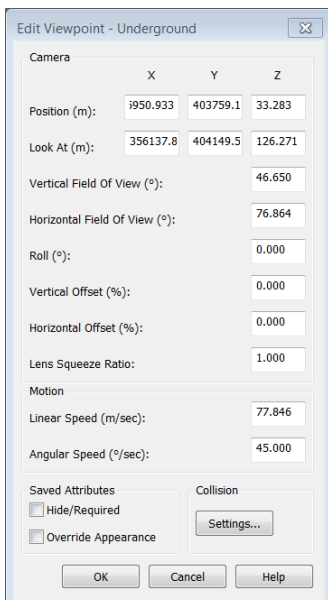 Edit Viewpoint - Underground
Camera
X Y Z
Position (m): 5950.933 403759.1 33.283
Look At (m): 356137.8 404149.5 126.271
Vertical Field Of View (°): 46.650
Horizontal Field Of View (°): 76.864
Roll (°): 0.000
Vertical Offset (%): 0.000
Horizontal Offset (%): 0.000
Lens Squeeze Ratio: 1.000
Motion
Linear Speed (m/sec): 77.846
Angular Speed (°/sec): 45.000
Saved Attributes Collision
Hide/Required
Settings...
Override Appearance
OK Cancel Help